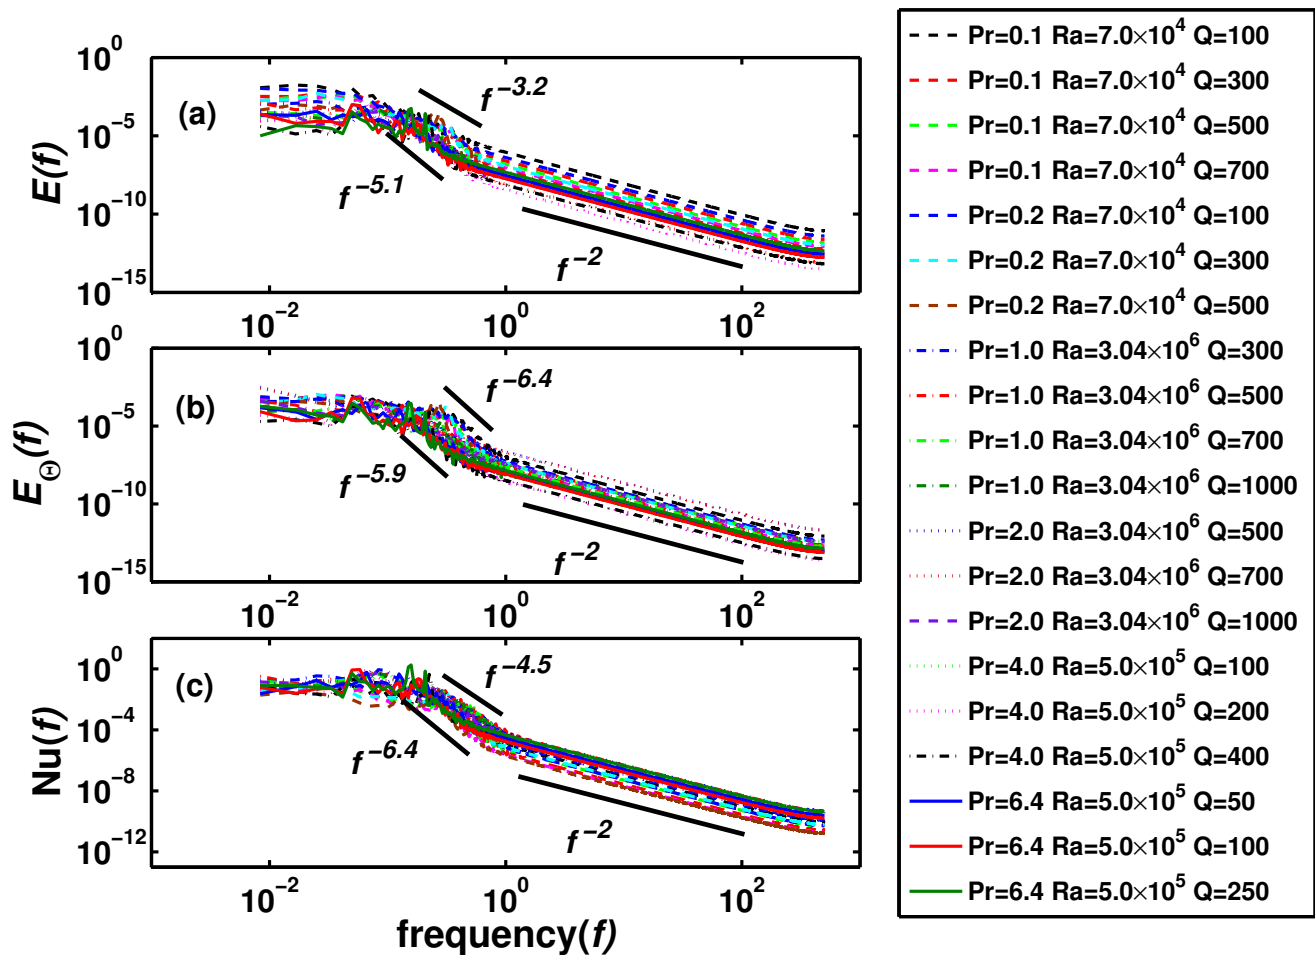 10^0
10^-5
10^-10
10^-15
E(f)
(a)
f^-3.2
f^-5.1
f^-2
10^-2
10^0
10^2
10^0
10^-5
10^-10
10^-15
E_Θ(f)
(b)
f^-6.4
f^-5.9
f^-2
10^-2
10^0
10^2
10^0
10^-4
10^-8
10^-12
Nu(f)
(c)
f^-4.5
f^-6.4
f^-2
10^-2
10^0
10^2
frequency(f)
Pr=0.1 Ra=7.0×10^4 Q=100
Pr=0.1 Ra=7.0×10^4 Q=300
Pr=0.1 Ra=7.0×10^4 Q=500
Pr=0.1 Ra=7.0×10^4 Q=700
Pr=0.2 Ra=7.0×10^4 Q=100
Pr=0.2 Ra=7.0×10^4 Q=300
Pr=0.2 Ra=7.0×10^4 Q=500
Pr=1.0 Ra=3.04×10^6 Q=300
Pr=1.0 Ra=3.04×10^6 Q=500
Pr=1.0 Ra=3.04×10^6 Q=700
Pr=1.0 Ra=3.04×10^6 Q=1000
Pr=2.0 Ra=3.04×10^6 Q=500
Pr=2.0 Ra=3.04×10^6 Q=700
Pr=2.0 Ra=3.04×10^6 Q=1000
Pr=4.0 Ra=5.0×10^5 Q=100
Pr=4.0 Ra=5.0×10^5 Q=200
Pr=4.0 Ra=5.0×10^5 Q=400
Pr=6.4 Ra=5.0×10^5 Q=50
Pr=6.4 Ra=5.0×10^5 Q=100
Pr=6.4 Ra=5.0×10^5 Q=250